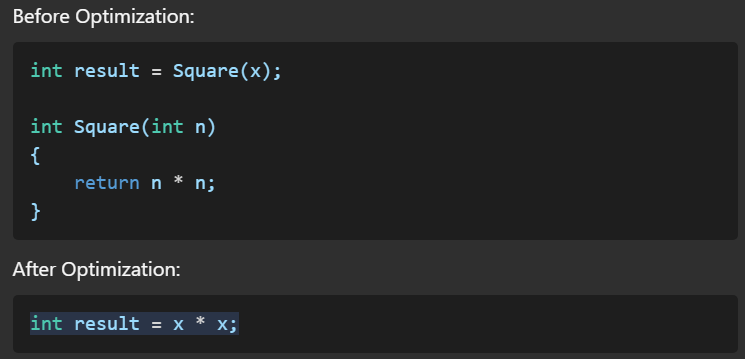 Before Optimization:
int result = Square(x);
int Square(int n)
{
return n * n;
}
After Optimization:
int result = x * x;